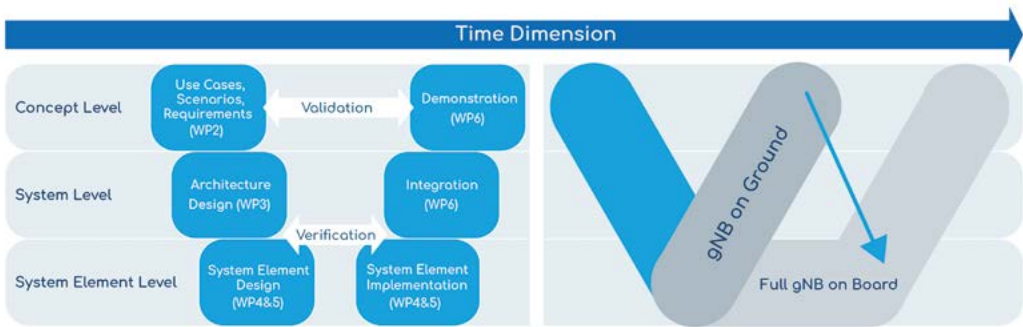 Time Dimension
Concept Level
Use Cases,
Scenarios,
Requirements
(WP2)
Validation
Demonstration
(WP6)
System Level
Architecture
Design (WP3)
Integration
(WP6)
Verification
System Element Level
System Element
Design
(WP4&5)
System Element
Implementation
(WP4&5)
gNB on Ground
Full gNB on Board